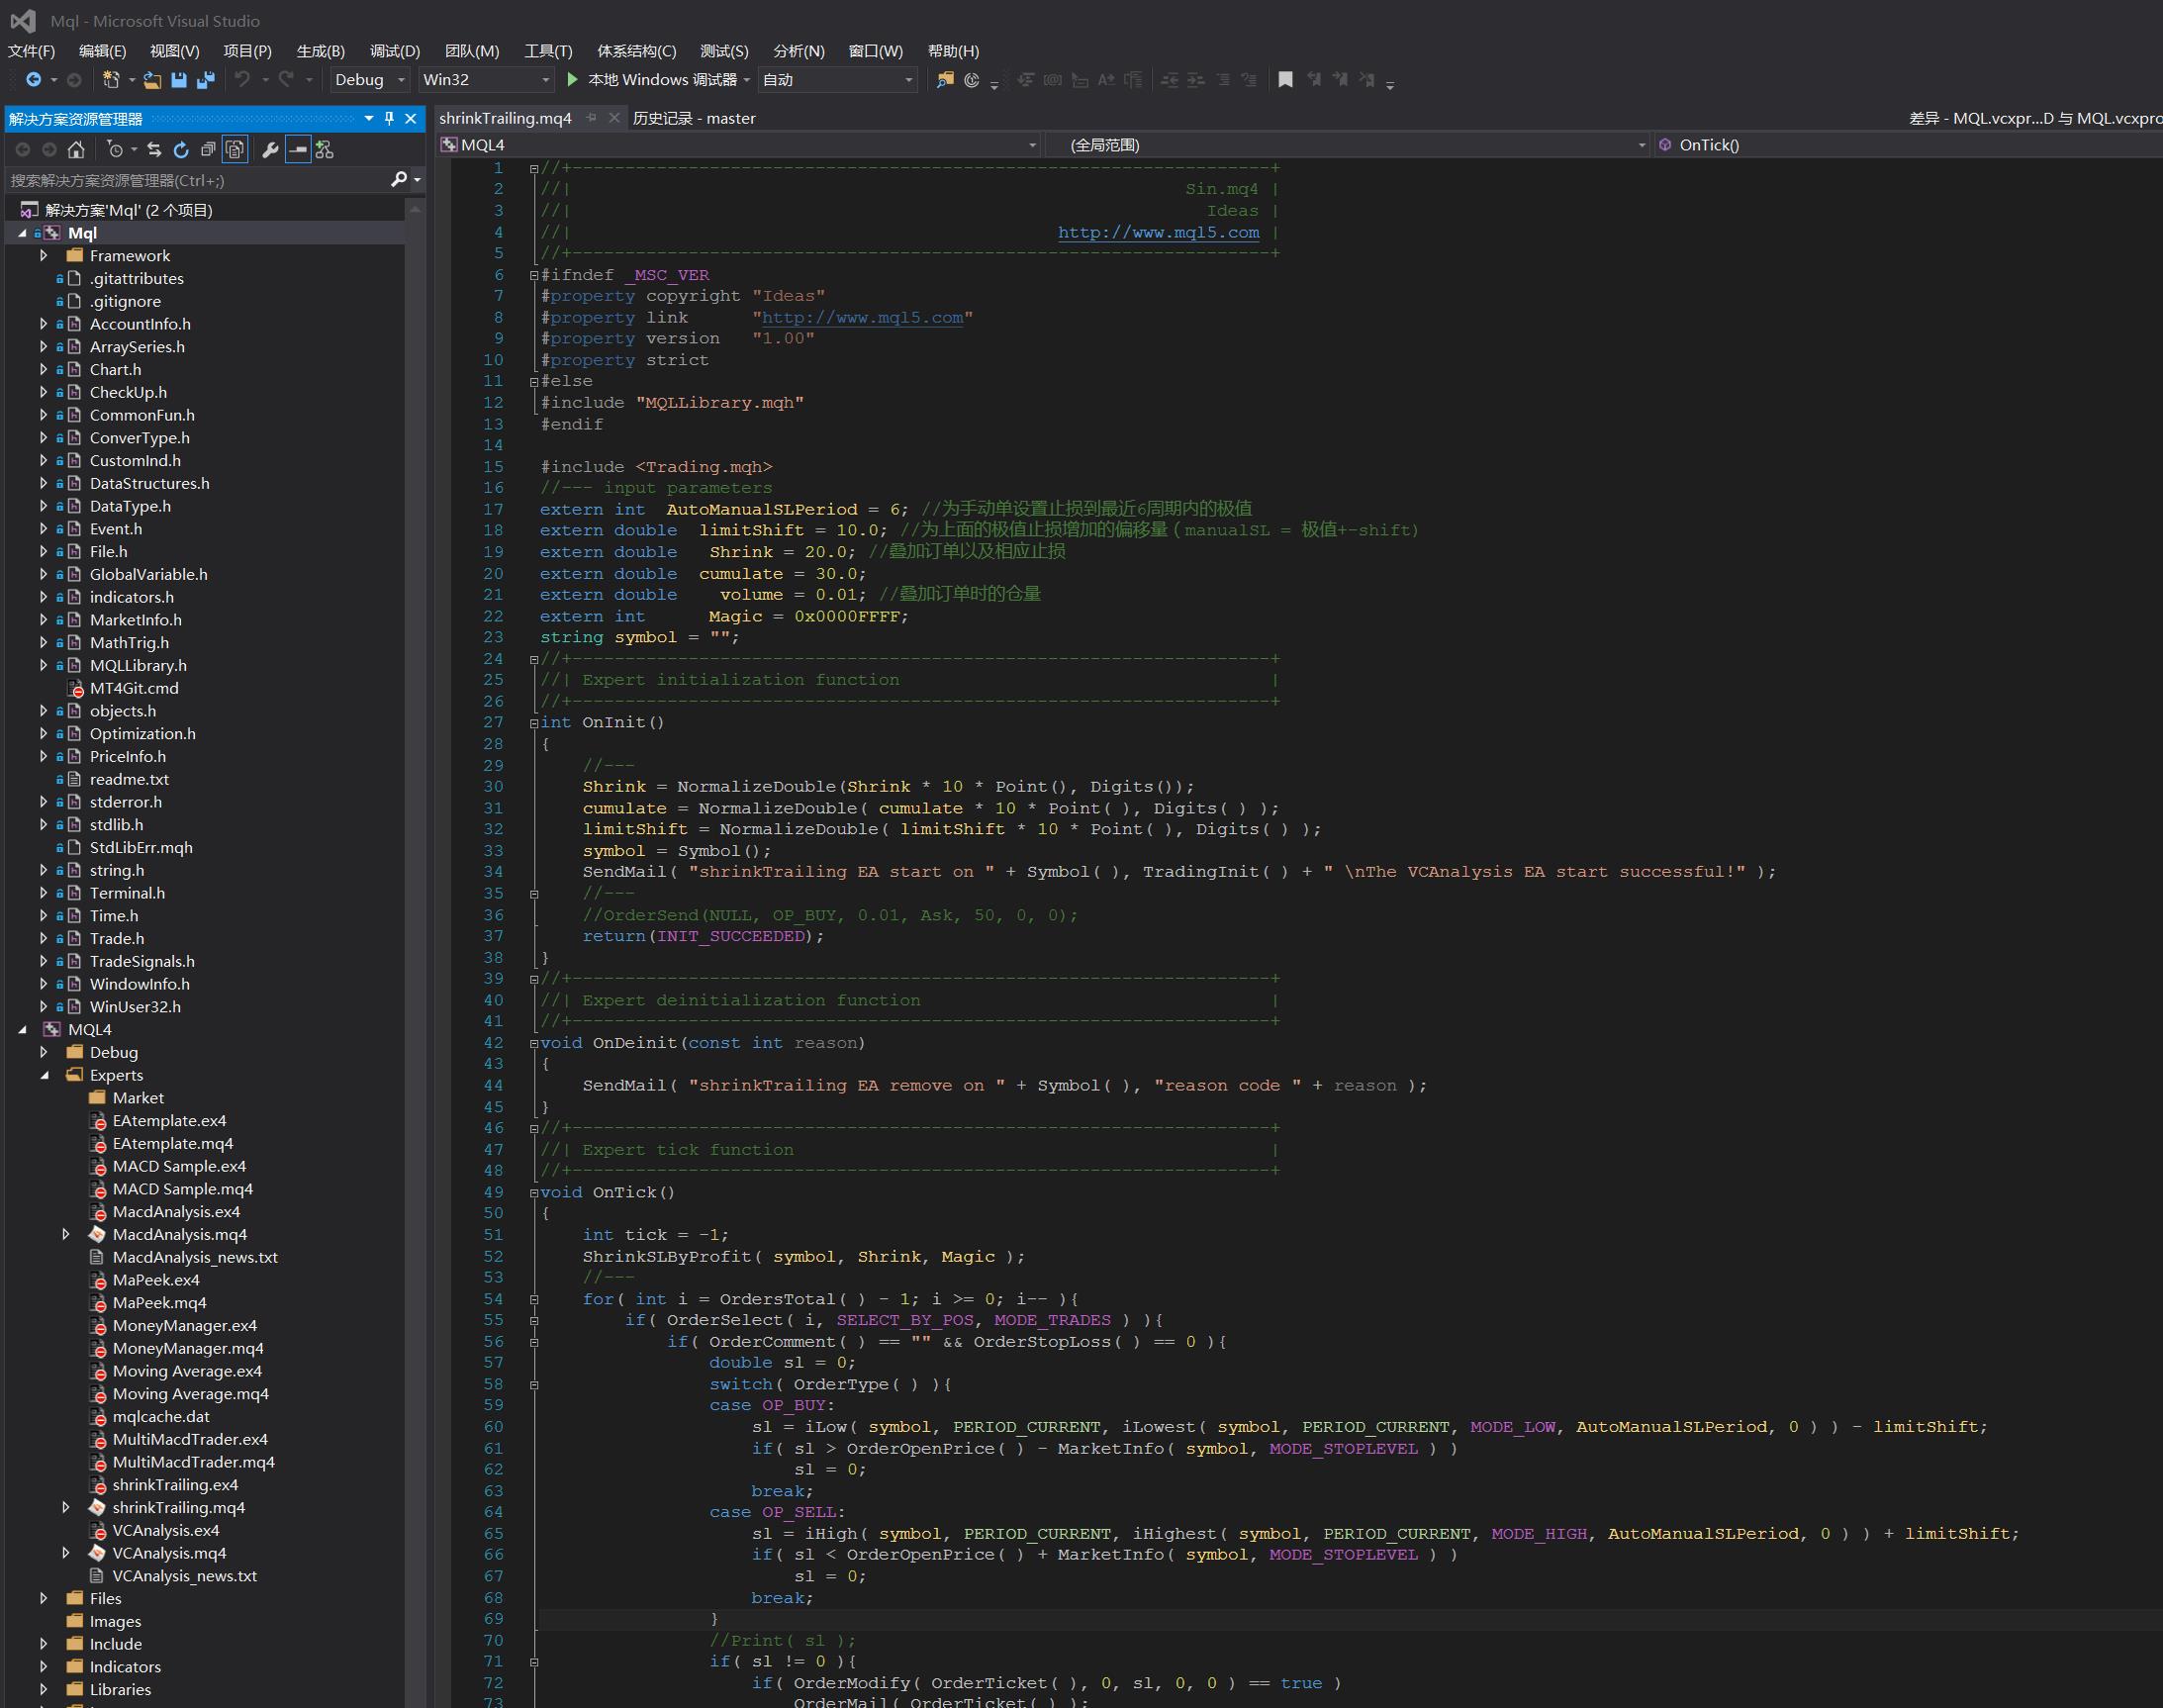 Mql - Microsoft Visual Studio
文件(F) 编辑(E) 视图(V) 项目(P) 生成(B) 调试(D) 团队(M) 工具(T) 体系结构(C) 测试(S) 分析(N) 窗口(W) 帮助(H)
Debug Win32 本地 Windows 调试器 自动
解决方案资源管理器
搜索解决方案资源管理器(Ctrl+;)
解决方案'Mql' (2 个项目)
Mql
Framework
.gitattributes
.gitignore
AccountInfo.h
ArraySeries.h
Chart.h
CheckUp.h
CommonFun.h
ConverType.h
CustomInd.h
DataStructures.h
DataType.h
Event.h
File.h
GlobalVariable.h
indicators.h
MarketInfo.h
MathTrig.h
MQLLibrary.h
MT4Git.cmd
objects.h
Optimization.h
PriceInfo.h
readme.txt
stderror.h
stdlib.h
StdLibErr.mqh
string.h
Terminal.h
Time.h
Trade.h
TradeSignals.h
WindowInfo.h
WinUser32.h
MQL4
Debug
Experts
Market
EAtemplate.ex4
EAtemplate.mq4
MACD Sample.ex4
MACD Sample.mq4
MacdAnalysis.ex4
MacdAnalysis.mq4
MacdAnalysis_news.txt
MaPeek.ex4
MaPeek.mq4
MoneyManager.ex4
MoneyManager.mq4
Moving Average.ex4
Moving Average.mq4
mqlcache.dat
MultiMacdTrader.ex4
MultiMacdTrader.mq4
shrinkTrailing.ex4
shrinkTrailing.mq4
VCAnalysis.ex4
VCAnalysis.mq4
VCAnalysis_news.txt
Files
Images
Include
Indicators
Libraries
shrinkTrailing.mq4 历史记录 - master 差异 - MQL.vcxpr...D 与 MQL.vcxpro
MQL4 (全局范围) OnTick()
1 //+------------------------------------------------------------------+
2 //| Sin.mq4 |
3 //| Ideas |
4 //| http://www.mql5.com |
5 //+------------------------------------------------------------------+
6 #ifndef _MSC_VER
7 #property copyright "Ideas"
8 #property link "http://www.mql5.com"
9 #property version "1.00"
10 #property strict
11 #else
12 #include "MQLLibrary.mqh"
13 #endif
14
15 #include <Trading.mqh>
16 //--- input parameters
17 extern int AutoManualSLPeriod = 6; //为手动单设置止损到最近6周期内的极值
18 extern double limitShift = 10.0; //为上面的极值止损增加的偏移量（manualSL = 极值+-shift)
19 extern double Shrink = 20.0; //叠加订单以及相应止损
20 extern double cumulate = 30.0;
21 extern double volume = 0.01; //叠加订单时的仓量
22 extern int Magic = 0x0000FFFF;
23 string symbol = "";
24 //+------------------------------------------------------------------+
25 //| Expert initialization function |
26 //+------------------------------------------------------------------+
27 int OnInit()
28 {
29 //---
30 Shrink = NormalizeDouble(Shrink * 10 * Point(), Digits());
31 cumulate = NormalizeDouble( cumulate * 10 * Point( ), Digits( ) );
32 limitShift = NormalizeDouble( limitShift * 10 * Point( ), Digits( ) );
33 symbol = Symbol();
34 SendMail( "shrinkTrailing EA start on " + Symbol( ), TradingInit( ) + " \nThe VCAnalysis EA start successful!" );
35 //---
36 //OrderSend(NULL, OP_BUY, 0.01, Ask, 50, 0, 0);
37 return(INIT_SUCCEEDED);
38 }
39 //+------------------------------------------------------------------+
40 //| Expert deinitialization function |
41 //+------------------------------------------------------------------+
42 void OnDeinit(const int reason)
43 {
44 SendMail( "shrinkTrailing EA remove on " + Symbol( ), "reason code " + reason );
45 }
46 //+------------------------------------------------------------------+
47 //| Expert tick function |
48 //+------------------------------------------------------------------+
49 void OnTick()
50 {
51 int tick = -1;
52 ShrinkSLByProfit( symbol, Shrink, Magic );
53 //---
54 for( int i = OrdersTotal( ) - 1; i >= 0; i-- ){
55 if( OrderSelect( i, SELECT_BY_POS, MODE_TRADES ) ){
56 if( OrderComment( ) == "" && OrderStopLoss( ) == 0 ){
57 double sl = 0;
58 switch( OrderType( ) ){
59 case OP_BUY:
60 sl = iLow( symbol, PERIOD_CURRENT, iLowest( symbol, PERIOD_CURRENT, MODE_LOW, AutoManualSLPeriod, 0 ) ) - limitShift;
61 if( sl > OrderOpenPrice( ) - MarketInfo( symbol, MODE_STOPLEVEL ) )
62 sl = 0;
63 break;
64 case OP_SELL:
65 sl = iHigh( symbol, PERIOD_CURRENT, iHighest( symbol, PERIOD_CURRENT, MODE_HIGH, AutoManualSLPeriod, 0 ) ) + limitShift;
66 if( sl < OrderOpenPrice( ) + MarketInfo( symbol, MODE_STOPLEVEL ) )
67 sl = 0;
68 break;
69 }
70 //Print( sl );
71 if( sl != 0 ){
72 if( OrderModify( OrderTicket( ), 0, sl, 0, 0 ) == true )
73 OrderMail( OrderTicket( ) );